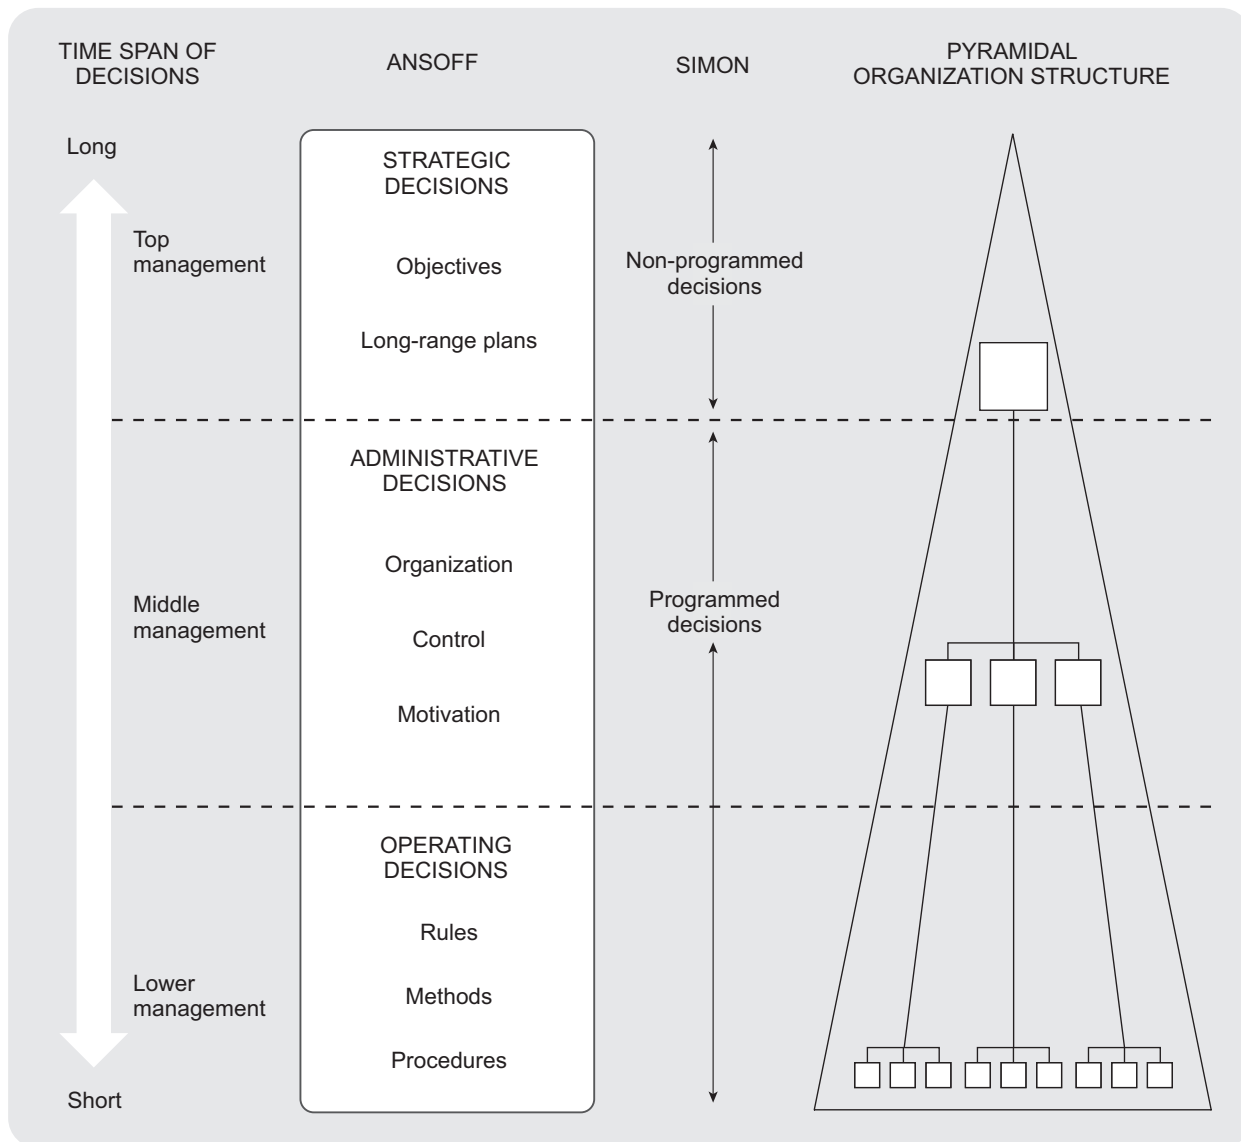 TIME SPAN OF
DECISIONS
ANSOFF
SIMON
PYRAMIDAL
ORGANIZATION STRUCTURE
Long
Top
management
STRATEGIC
DECISIONS
Objectives
Long-range plans
Non-programmed
decisions
Middle
management
ADMINISTRATIVE
DECISIONS
Organization
Control
Motivation
Programmed
decisions
Lower
management
OPERATING
DECISIONS
Rules
Methods
Procedures
Short